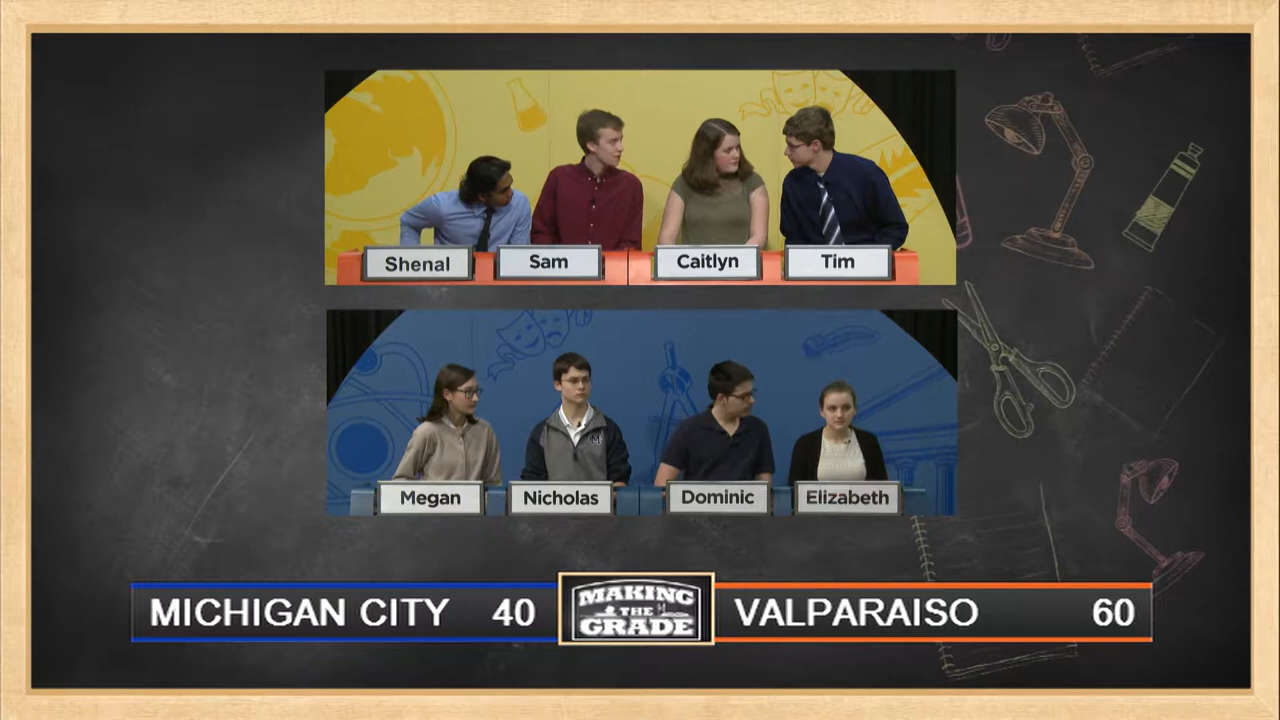 Shenal Sam Caitlyn Tim
Megan Nicholas Dominic Elizabeth
MICHIGAN CITY 40 MAKING THE GRADE VALPARAISO 60